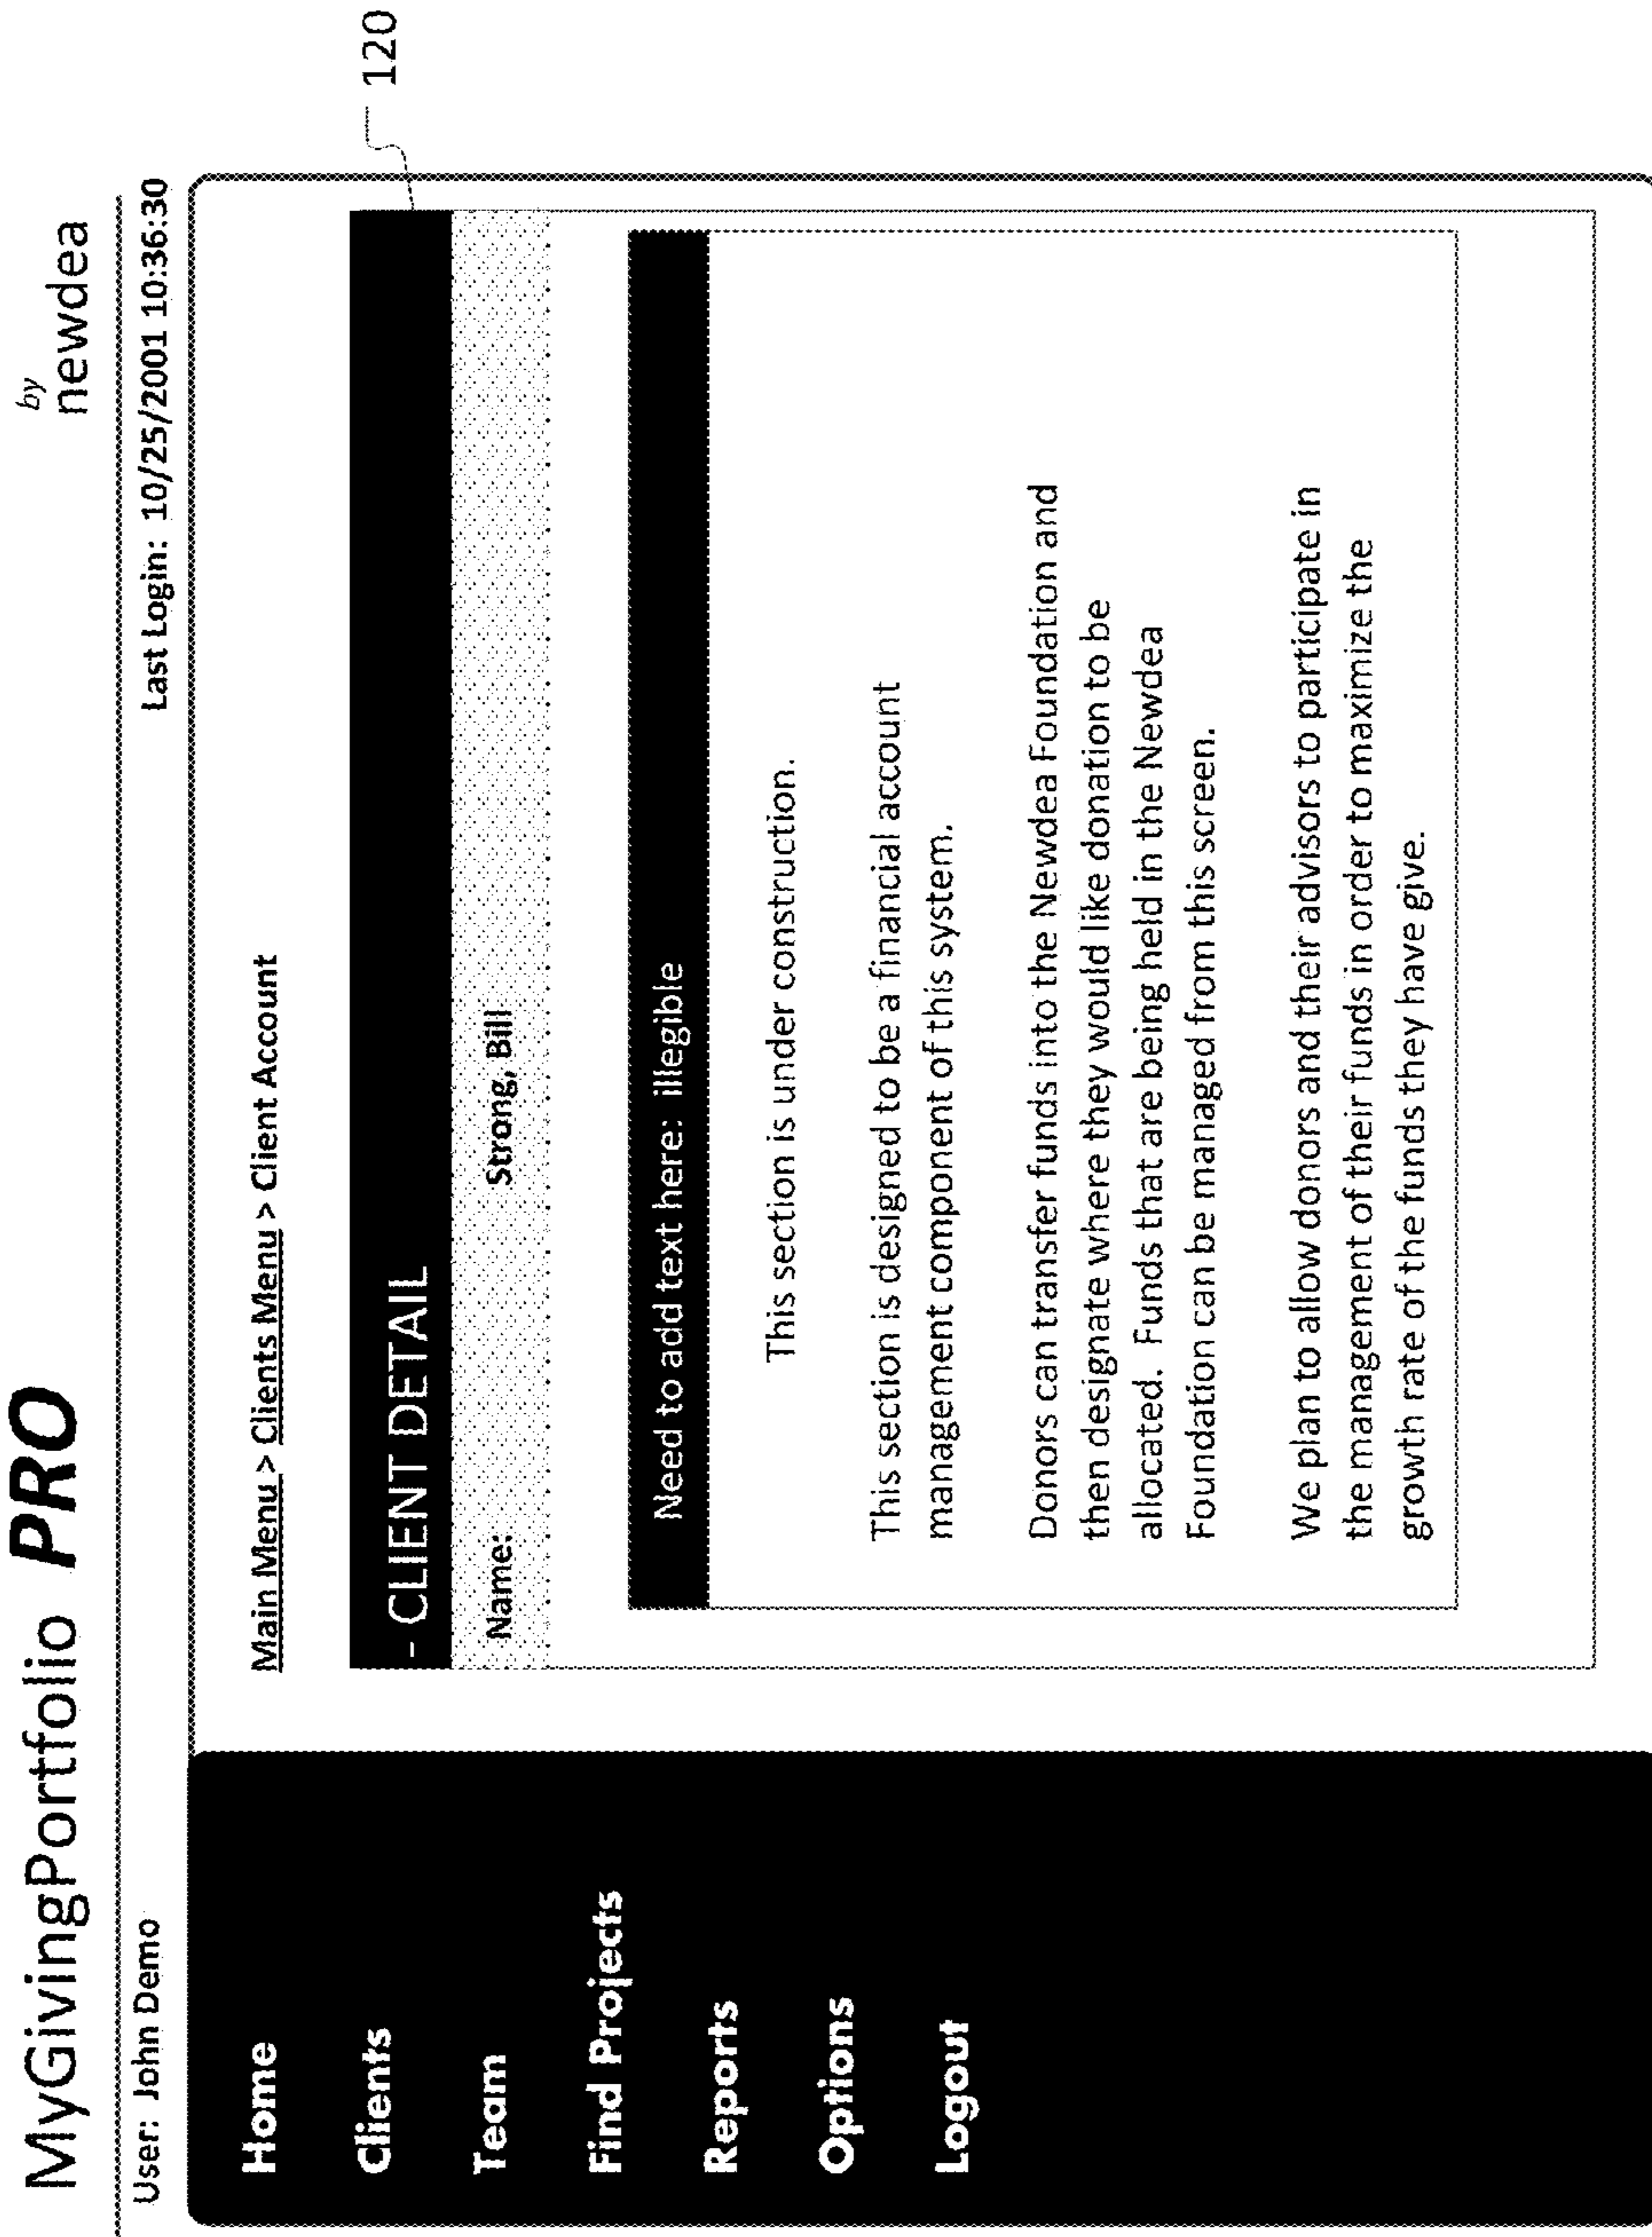 MyGivingPortfolio PRO
by
newdea
User: John Demo
Last Login: 10/25/2001 10:36:30
Home
Clients
Team
Find Projects
Reports
Options
Logout
Main Menu > Clients Menu > Client Account
- CLIENT DETAIL
120
Name: Strong, Bill
Need to add text here: illegible
This section is under construction.
This section is designed to be a financial account
management component of this system.
Donors can transfer funds into the Newdea Foundation and
then designate where they would like donation to be
allocated. Funds that are being held in the Newdea
Foundation can be managed from this screen.
We plan to allow donors and their advisors to participate in
the management of their funds in order to maximize the
growth rate of the funds they have give.